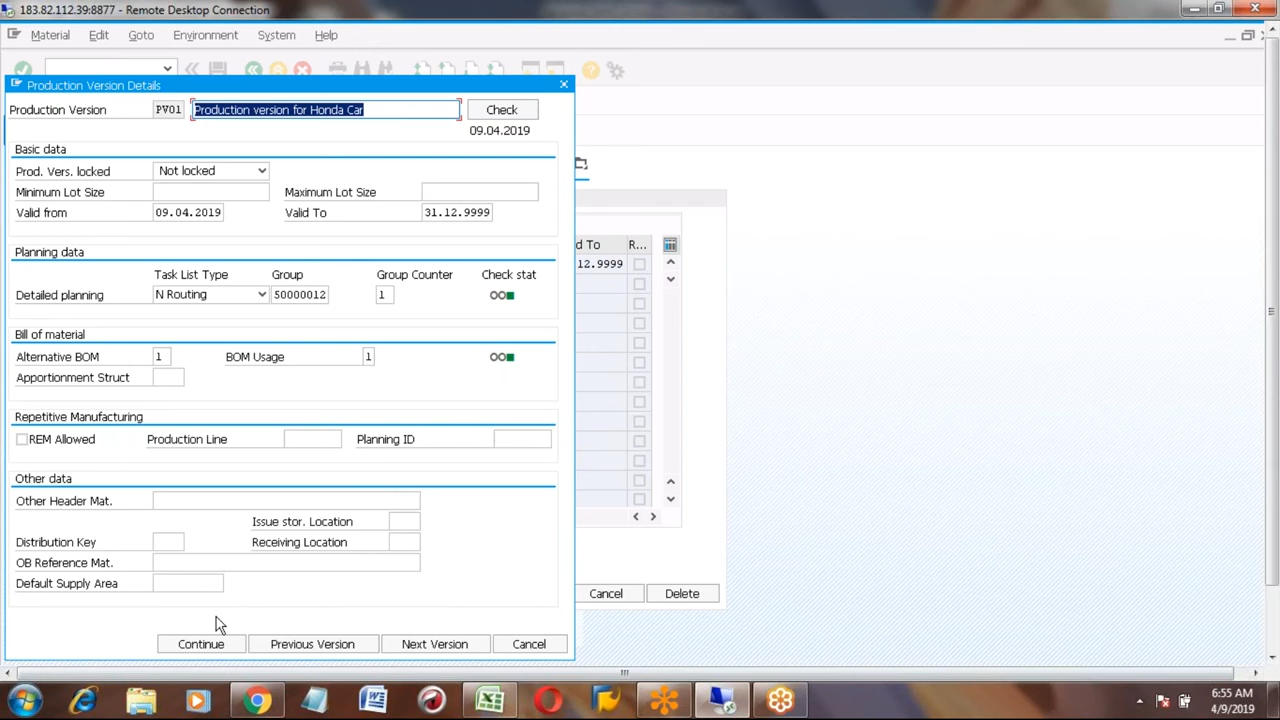 183.82.112.39:8877 - Remote Desktop Connection
Material Edit Goto Environment System Help
Production Version Details
Production Version PV01 Production version for Honda Car Check
09.04.2019
Basic data
Prod. Vers. locked Not locked
Minimum Lot Size Maximum Lot Size
Valid from 09.04.2019 Valid To 31.12.9999
d To R...
12.9999
Planning data
Task List Type Group Group Counter Check stat
Detailed planning N Routing 50000012 1
Bill of material
Alternative BOM 1 BOM Usage 1
Apportionment Struct
Repetitive Manufacturing
REM Allowed Production Line Planning ID
Other data
Other Header Mat.
Issue stor. Location
Distribution Key Receiving Location
OB Reference Mat.
Default Supply Area
Cancel Delete
Continue Previous Version Next Version Cancel
6:55 AM
4/9/2019